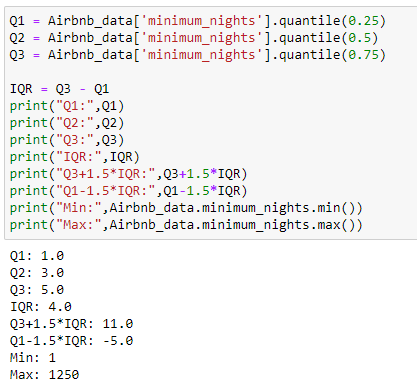 Q1 = Airbnb_data['minimum_nights'].quantile(0.25)
Q2 = Airbnb_data['minimum_nights'].quantile(0.5)
Q3 = Airbnb_data['minimum_nights'].quantile(0.75)
IQR = Q3 - Q1
print("Q1:",Q1)
print("Q2:",Q2)
print("Q3:",Q3)
print("IQR:",IQR)
print("Q3+1.5*IQR:",Q3+1.5*IQR)
print("Q1-1.5*IQR:",Q1-1.5*IQR)
print("Min:",Airbnb_data.minimum_nights.min())
print("Max:",Airbnb_data.minimum_nights.max())
Q1: 1.0
Q2: 3.0
Q3: 5.0
IQR: 4.0
Q3+1.5*IQR: 11.0
Q1-1.5*IQR: -5.0
Min: 1
Max: 1250